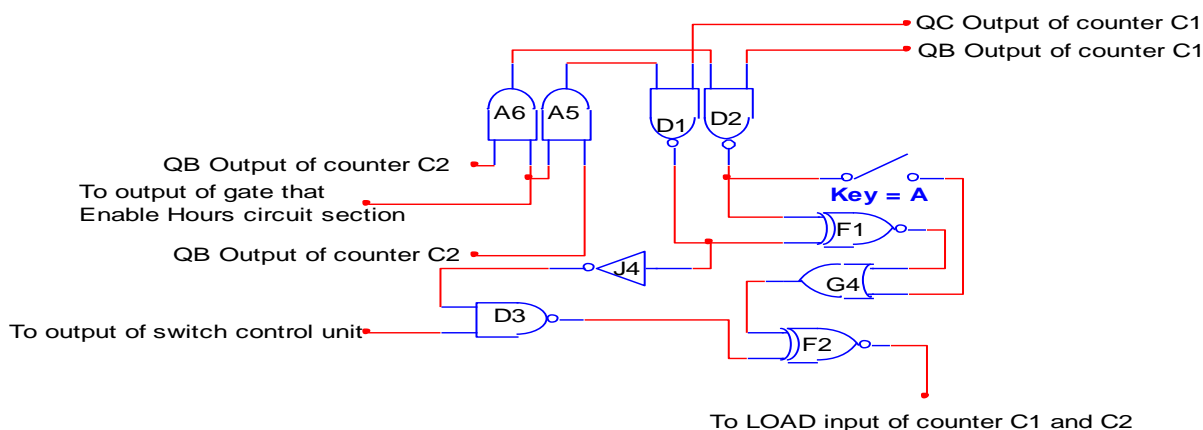 QC Output of counter C1
QB Output of counter C1
A6
A5
D1
D2
QB Output of counter C2
To output of gate that
Enable Hours circuit section
Key = A
F1
QB Output of counter C2
J4
G4
D3
To output of switch control unit
F2
To LOAD input of counter C1 and C2